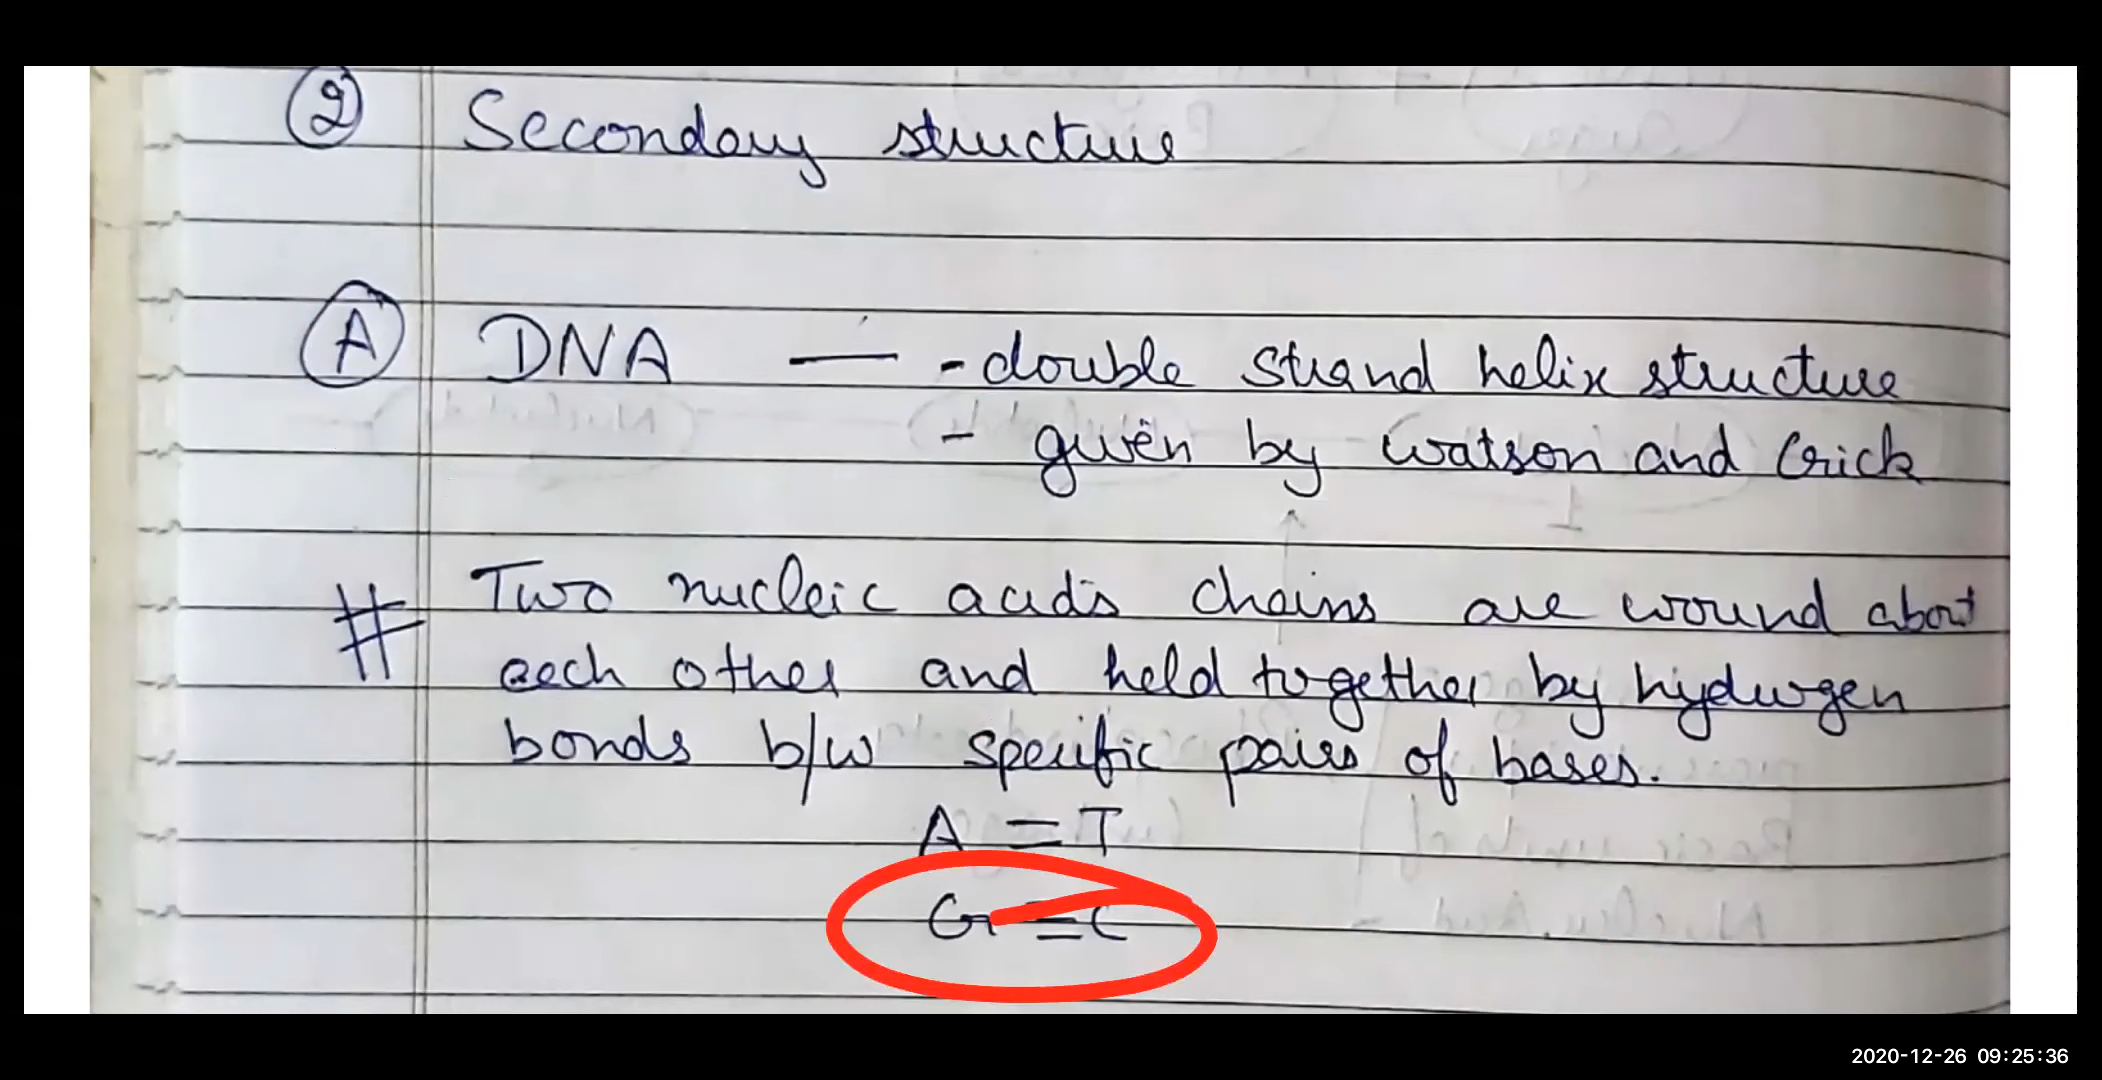 ② Secondary structure
Ⓐ DNA — - double strand helix structure
- given by Watson and Crick
# Two nucleic acids chains are wound about
each other and held together by hydrogen
bonds b/w specific pairs of bases.
A = T
G ≡ C
2020-12-26 09:25:36